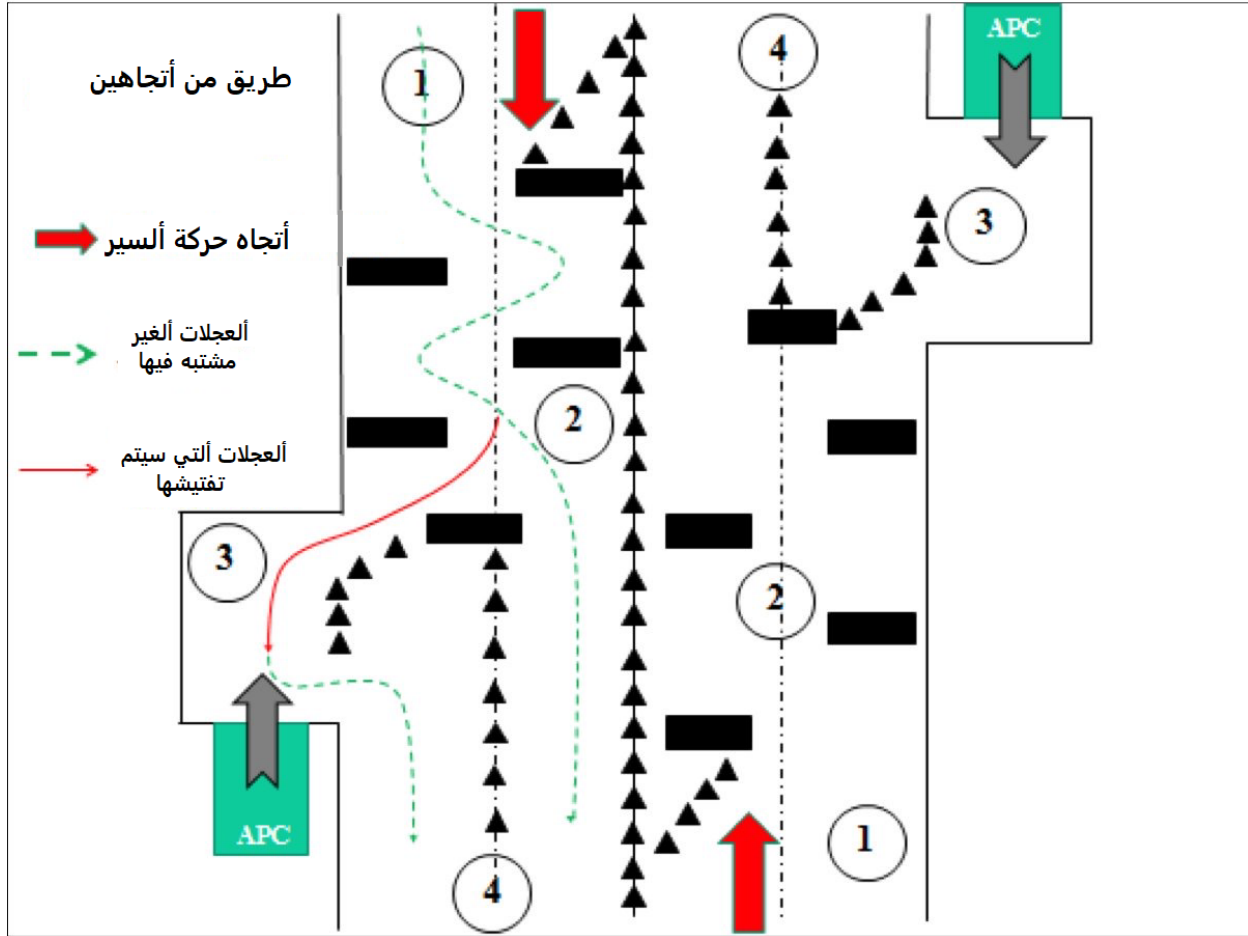 طريق من أتجاهين
أتجاه حركة ألسير
ألعجلات ألغير
مشتبه فيها
ألعجلات ألتي سيتم
تفتيشها
1
4
APC
3
2
3
2
APC
1
4